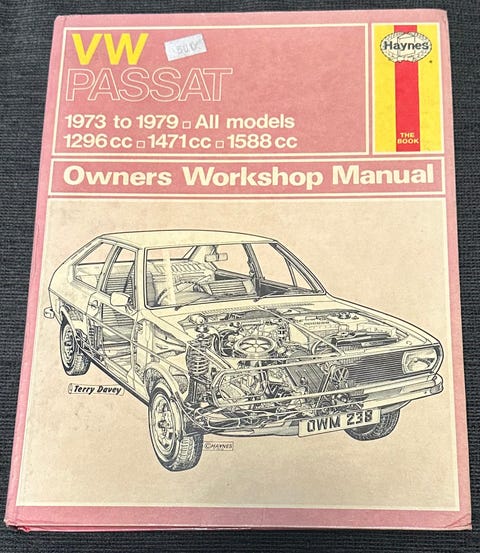 VW
PASSAT
1973 to 1979 □ All models
1296 cc □ 1471 cc □ 1588 cc
Haynes
®
THE
BOOK
Owners Workshop Manual
Terry Davey
OWM 238
©HAYNES